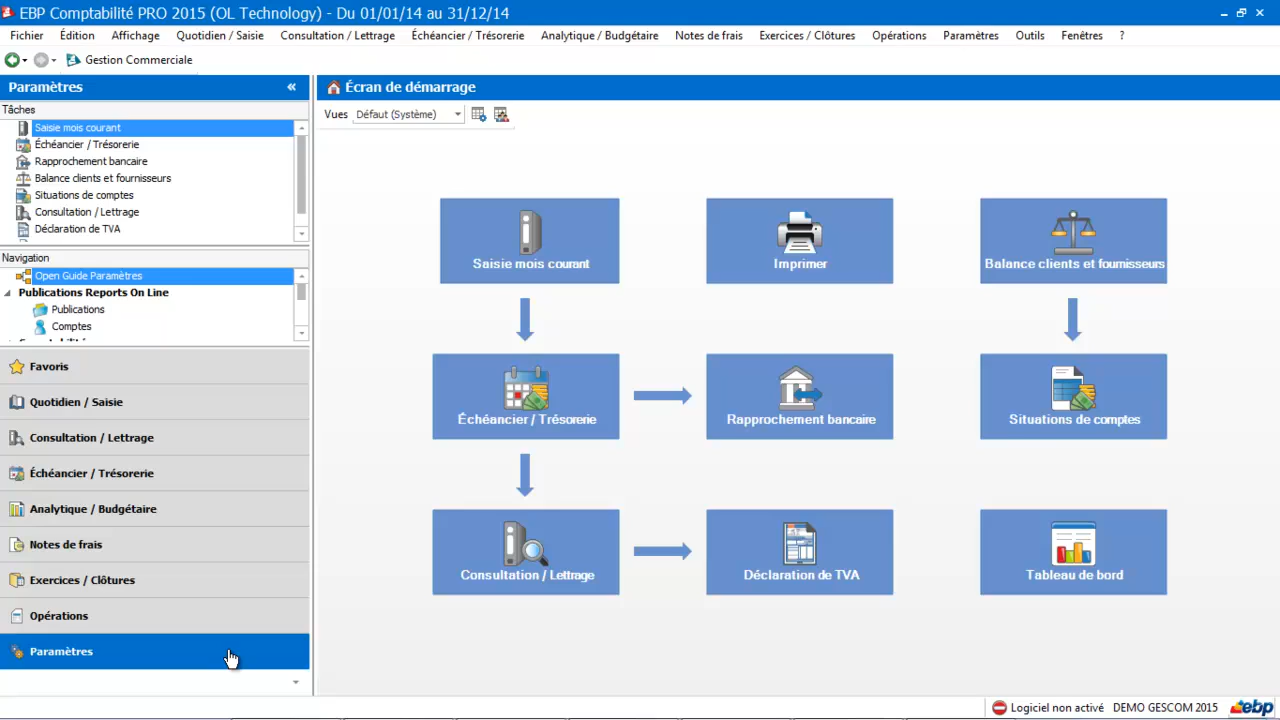 EBP Comptabilité PRO 2015 (OL Technology) - Du 01/01/14 au 31/12/14
Fichier Édition Affichage Quotidien / Saisie Consultation / Lettrage Échéancier / Trésorerie Analytique / Budgétaire Notes de frais Exercices / Clôtures Opérations Paramètres Outils Fenêtres ?
Gestion Commerciale
Paramètres «
Tâches
Saisie mois courant
Échéancier / Trésorerie
Rapprochement bancaire
Balance clients et fournisseurs
Situations de comptes
Consultation / Lettrage
Déclaration de TVA
Navigation
Open Guide Paramètres
Publications Reports On Line
Publications
Comptes
Favoris
Quotidien / Saisie
Consultation / Lettrage
Échéancier / Trésorerie
Analytique / Budgétaire
Notes de frais
Exercices / Clôtures
Opérations
Paramètres
Écran de démarrage
Vues Défaut (Système)
Saisie mois courant
Imprimer
Balance clients et fournisseurs
Échéancier / Trésorerie
Rapprochement bancaire
Situations de comptes
Consultation / Lettrage
Déclaration de TVA
Tableau de bord
Logiciel non activé DEMO GESCOM 2015 ebp